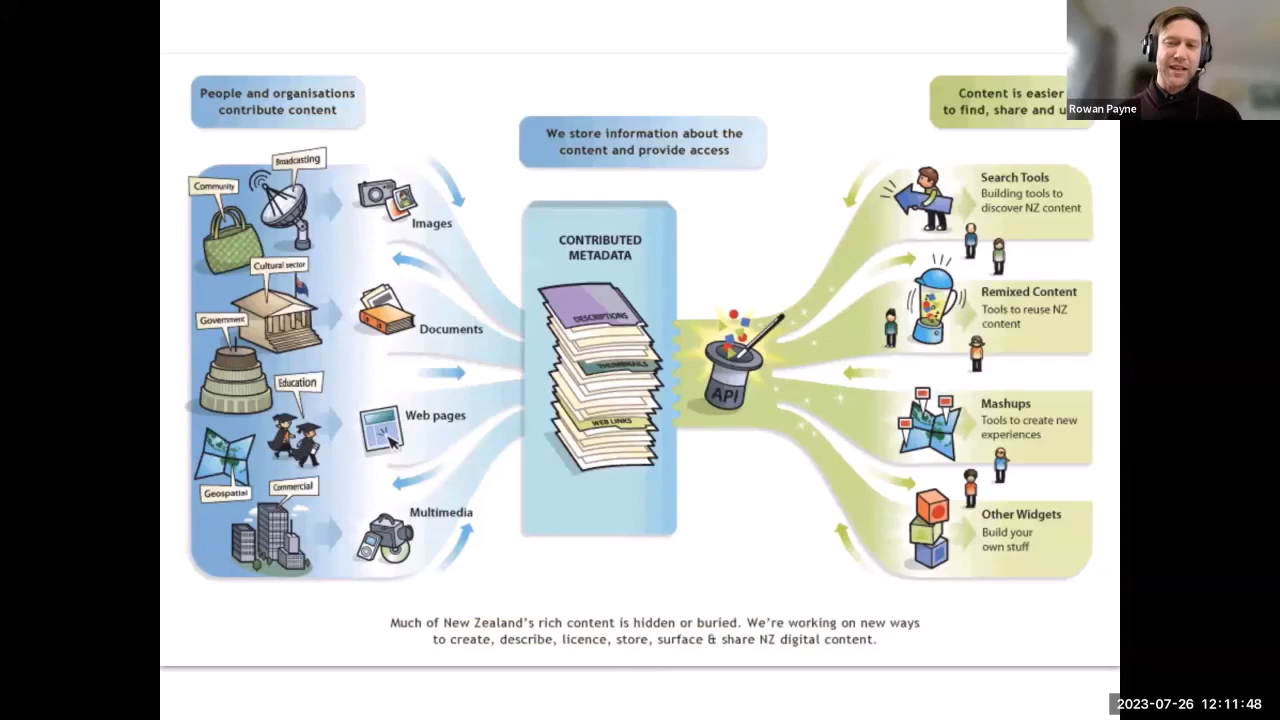 People and organisations
contribute content
We store information about the
content and provide access
Content is easier
to find, share and u
Rowan Payne
Broadcasting
Community
Cultural sector
Government
Education
Geospatial
Commercial
Images
Documents
Web pages
Multimedia
CONTRIBUTED
METADATA
DESCRIPTIONS
THUMBNAILS
WEB LINKS
API
Search Tools
Building tools to
discover NZ content
Remixed Content
Tools to reuse NZ
content
Mashups
Tools to create new
experiences
Other Widgets
Build your
own stuff
Much of New Zealand's rich content is hidden or buried. We're working on new ways
to create, describe, licence, store, surface & share NZ digital content.
2023-07-26 12:11:48